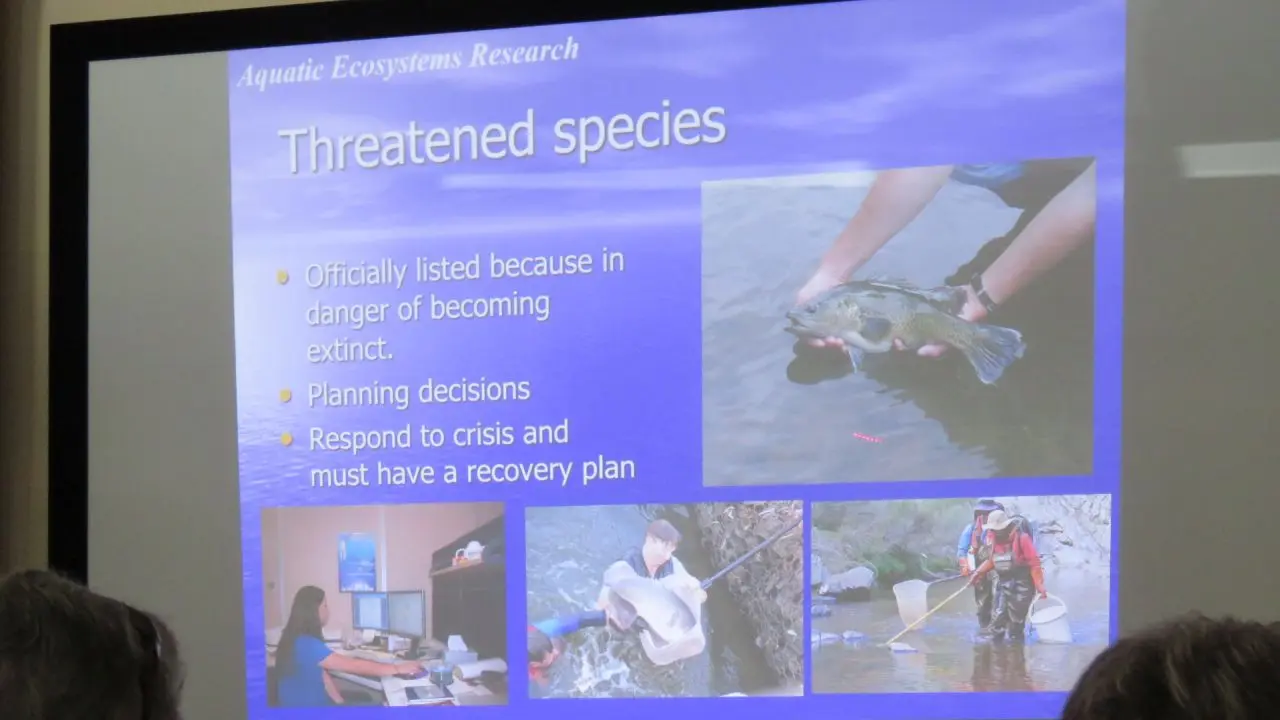 Aquatic Ecosystems Research
Threatened species
Officially listed because in
danger of becoming
extinct.
Planning decisions
Respond to crisis and
must have a recovery plan